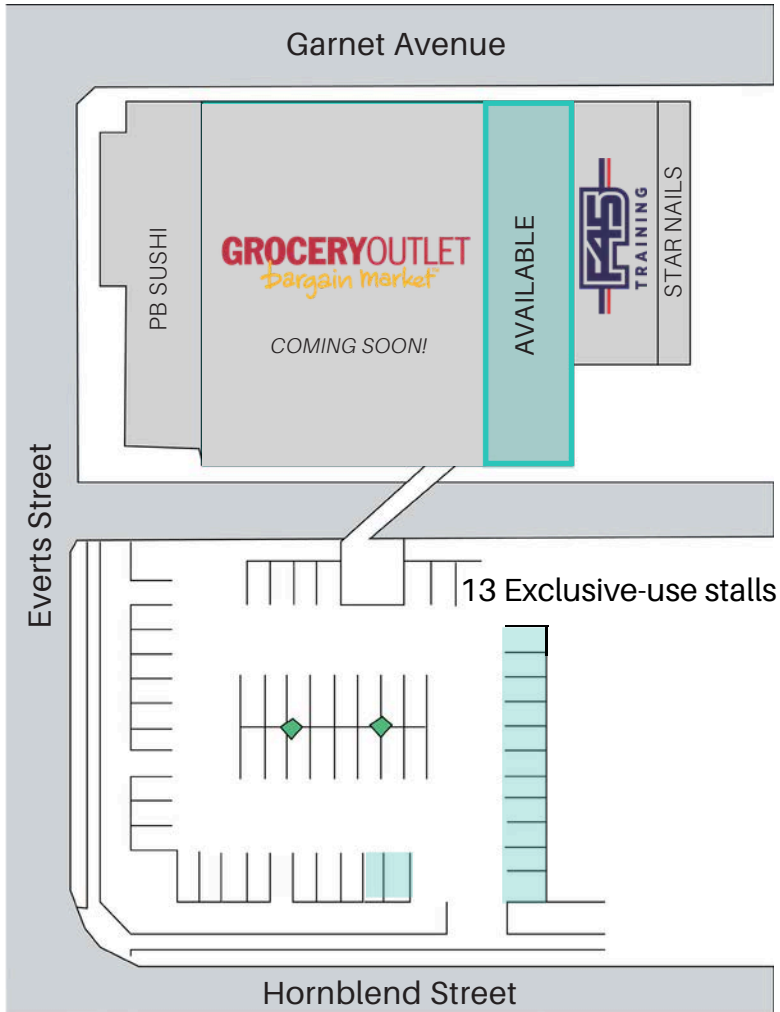 Garnet Avenue
PB SUSHI
GROCERYOUTLET
bargain market
COMING SOON!
AVAILABLE
F45
TRAINING
STAR NAILS
Everts Street
13 Exclusive-use stalls
Hornblend Street